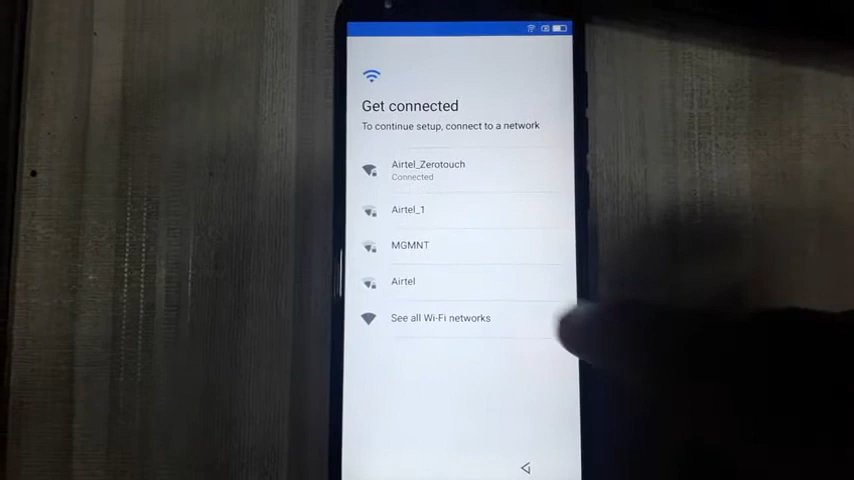 Get connected
To continue setup, connect to a network
Airtel_Zerotouch
Connected
Airtel_1
MGMNT
Airtel
See all Wi-Fi networks